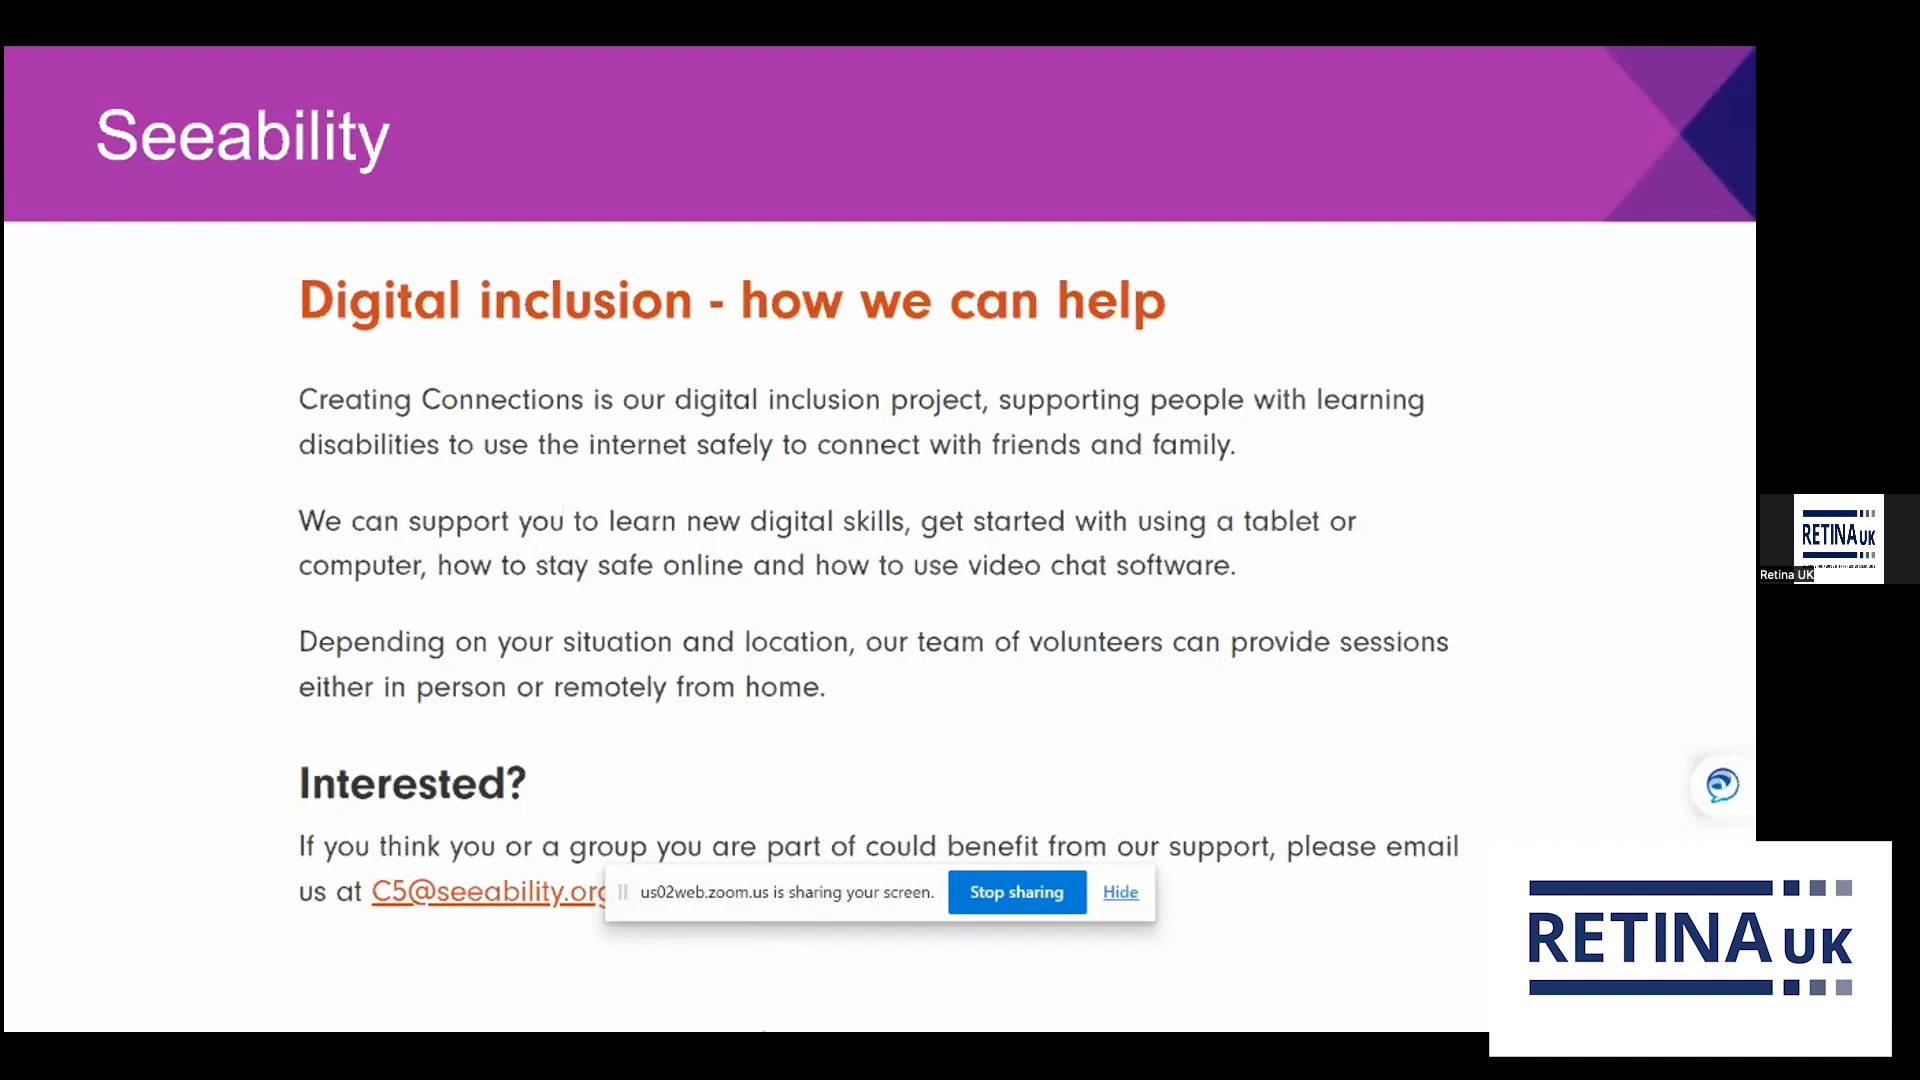 Seeability
Digital inclusion - how we can help
Creating Connections is our digital inclusion project, supporting people with learning
disabilities to use the internet safely to connect with friends and family.
We can support you to learn new digital skills, get started with using a tablet or
computer, how to stay safe online and how to use video chat software.
Depending on your situation and location, our team of volunteers can provide sessions
either in person or remotely from home.
Interested?
If you think you or a group you are part of could benefit from our support, please email
us at C5@seeability.org
us02web.zoom.us is sharing your screen. Stop sharing Hide
RETINA UK
Retina UK
RETINA UK